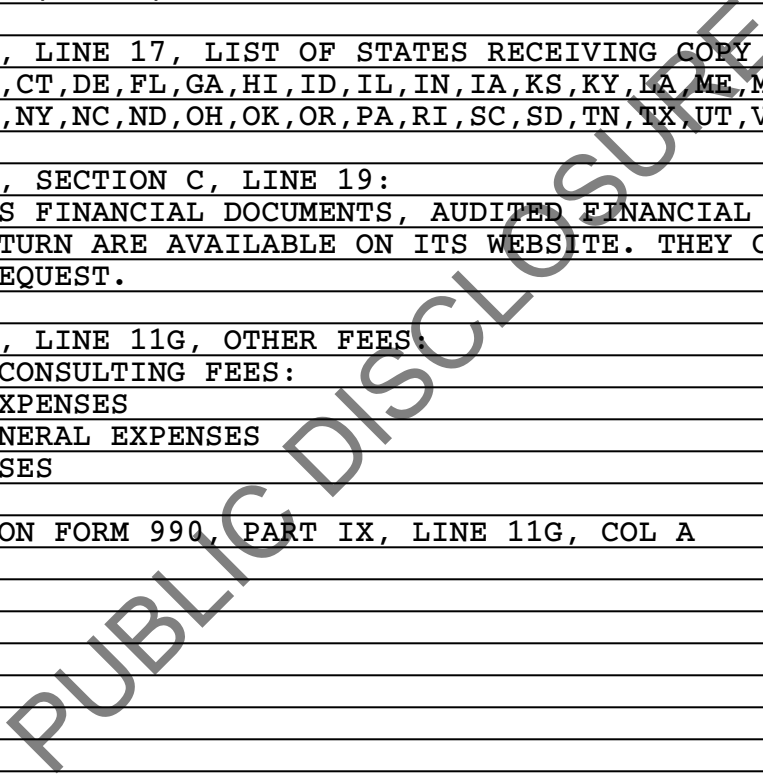 , LINE 17, LIST OF STATES RECEIVING COPY
,CT,DE,FL,GA,HI,ID,IL,IN,IA,KS,KY,LA,ME,M
,NY,NC,ND,OH,OK,OR,PA,RI,SC,SD,TN,TX,UT,V
, SECTION C, LINE 19:
S FINANCIAL DOCUMENTS, AUDITED FINANCIAL
TURN ARE AVAILABLE ON ITS WEBSITE. THEY C
EQUEST.
, LINE 11G, OTHER FEES:
CONSULTING FEES:
XPENSES
NERAL EXPENSES
SES
ON FORM 990, PART IX, LINE 11G, COL A
PUBLIC DISCLOSURE